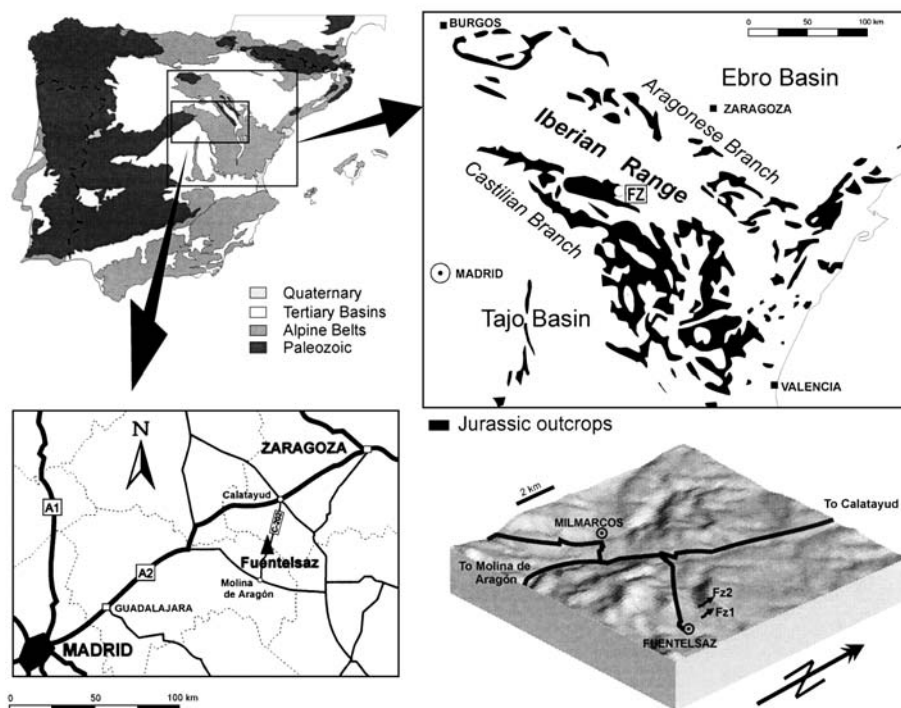 Quaternary
Tertiary Basins
Alpine Belts
Paleozoic
BURGOS
0 50 100 km
Ebro Basin
Aragonese Branch
ZARAGOZA
Iberian Range
FZ
Castilian Branch
MADRID
Tajo Basin
VALENCIA
Jurassic outcrops
N
ZARAGOZA
A1
Calatayud
C-202
Fuentelsaz
A2
Molina
de Aragón
GUADALAJARA
MADRID
0 50 100 km
2 km
To Calatayud
MILMARCOS
To Molina de
Aragón
Fz2
Fz1
FUENTELSAZ
N